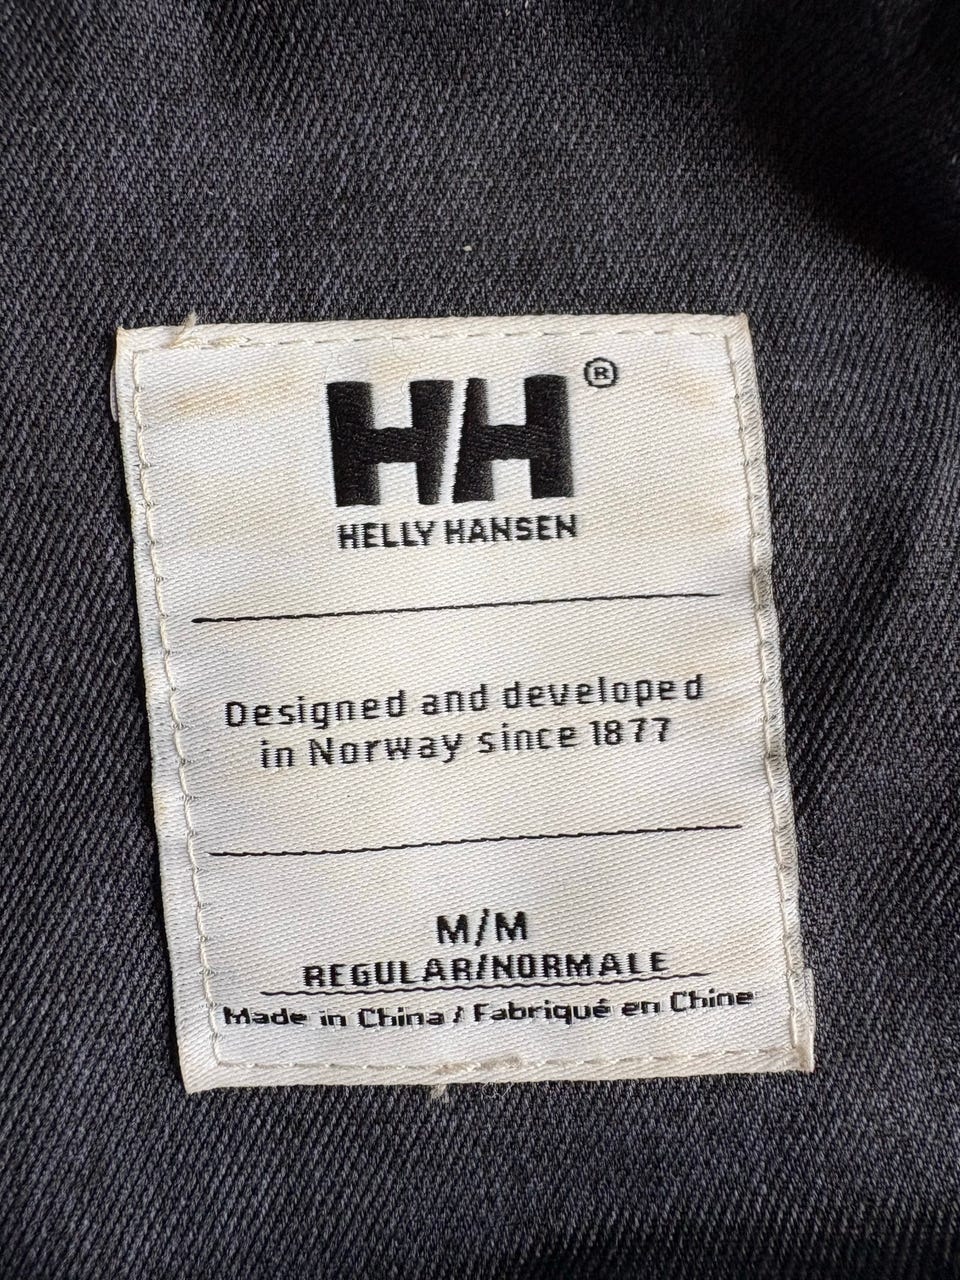 HH®
HELLY HANSEN
Designed and developed
in Norway since 1877
M/M
REGULAR/NORMALE
Made in China / Fabriqué en Chine